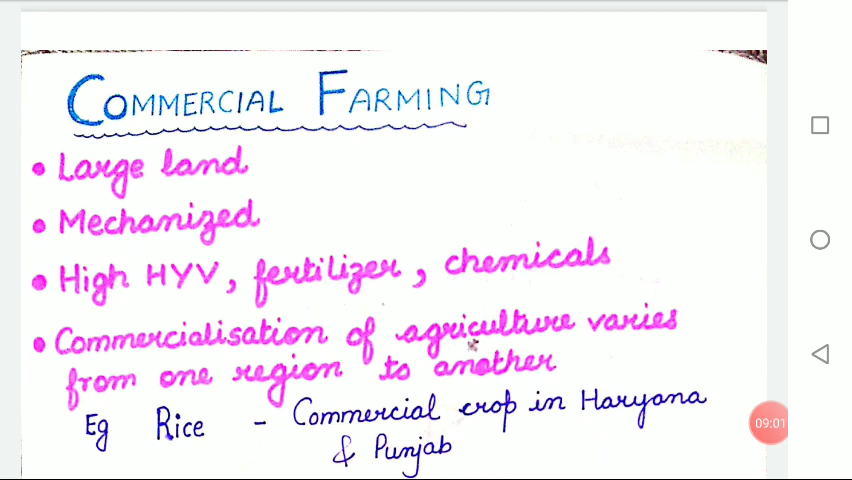 COMMERCIAL FARMING
• Large land
• Mechanized
• High HYV, fertilizer, chemicals
• Commercialisation of agriculture varies
from one region to another
Eg Rice - Commercial crop in Haryana
& Punjab
09:01